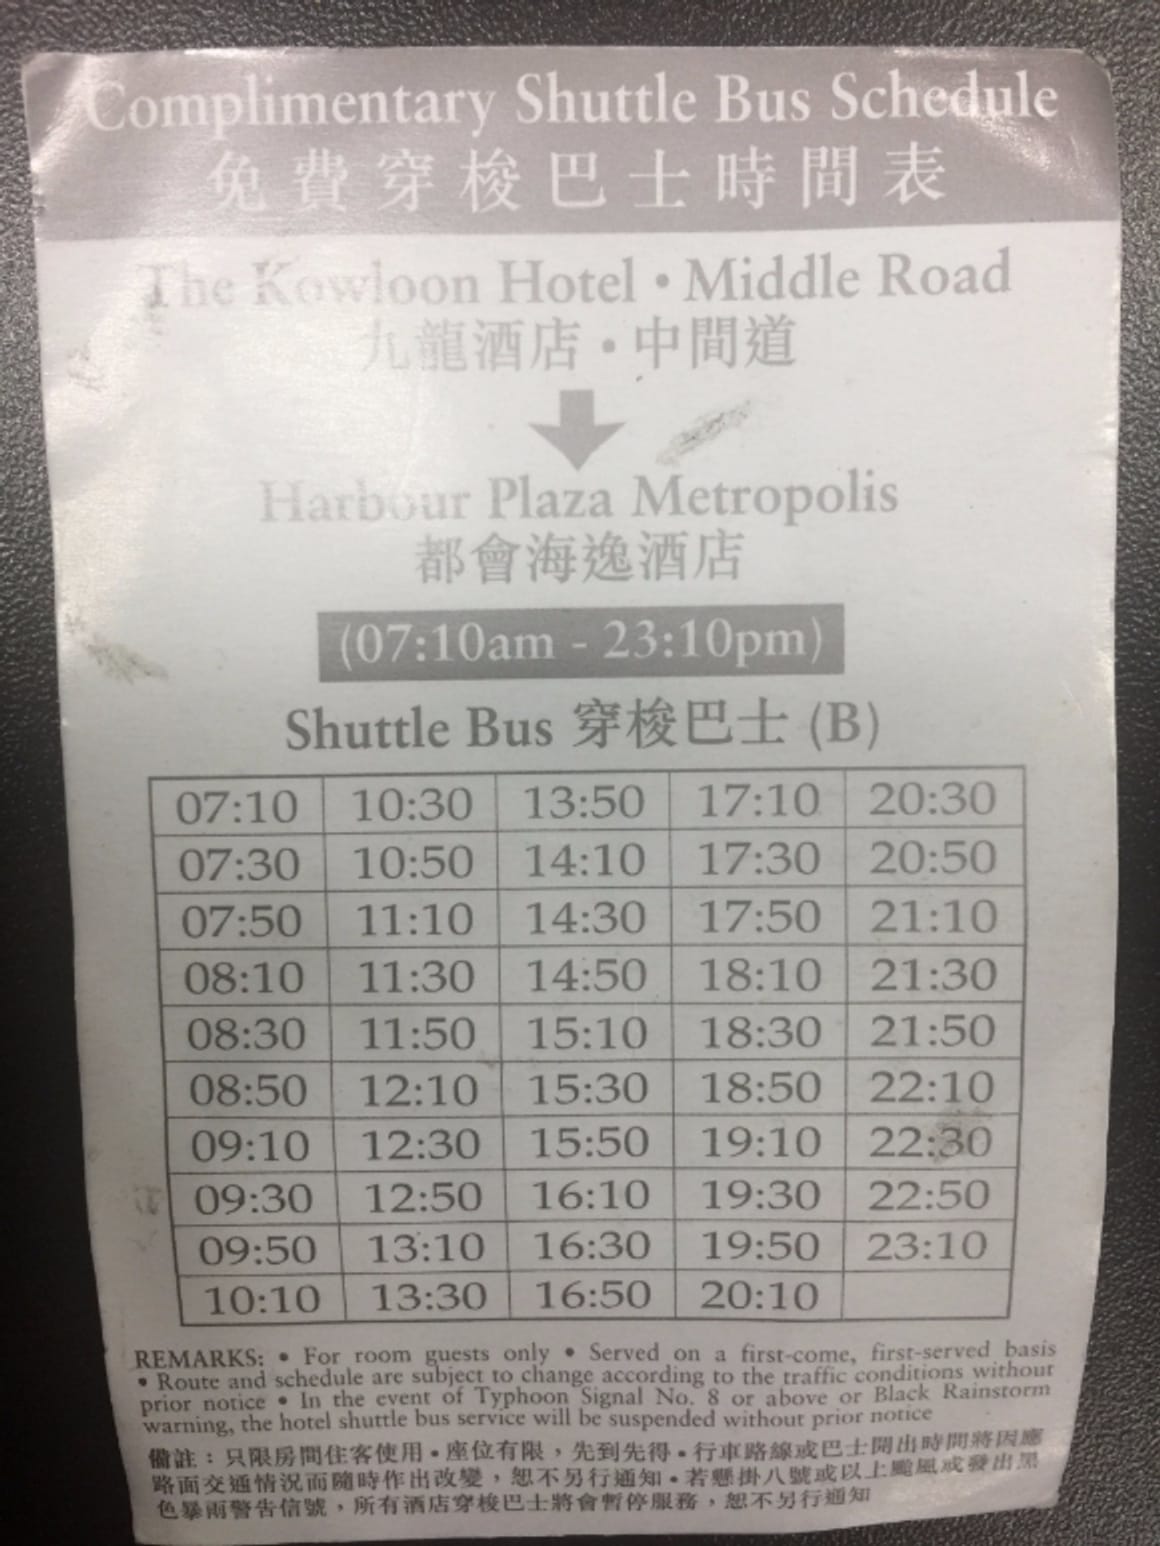 Complimentary Shuttle Bus Schedule
免費穿梭巴士時間表
The Kowloon Hotel • Middle Road
九龍酒店 • 中間道
Harbour Plaza Metropolis
都會海逸酒店
(07:10am - 23:10pm)
Shuttle Bus 穿梭巴士 (B)
07:10 10:30 13:50 17:10 20:30
07:30 10:50 14:10 17:30 20:50
07:50 11:10 14:30 17:50 21:10
08:10 11:30 14:50 18:10 21:30
08:30 11:50 15:10 18:30 21:50
08:50 12:10 15:30 18:50 22:10
09:10 12:30 15:50 19:10 22:30
09:30 12:50 16:10 19:30 22:50
09:50 13:10 16:30 19:50 23:10
10:10 13:30 16:50 20:10
REMARKS: • For room guests only • Served on a first-come, first-served basis
• Route and schedule are subject to change according to the traffic conditions without
prior notice • In the event of Typhoon Signal No. 8 or above or Black Rainstorm
warning, the hotel shuttle bus service will be suspended without prior notice
備註：只限房間住客使用 • 座位有限，先到先得 • 行車路線或巴士開出時間將因應
路面交通情況而隨時作出改變，恕不另行通知 • 若懸掛八號或以上颱風或發出黑
色暴雨警告信號，所有酒店穿梭巴士將會暫停服務，恕不另行通知